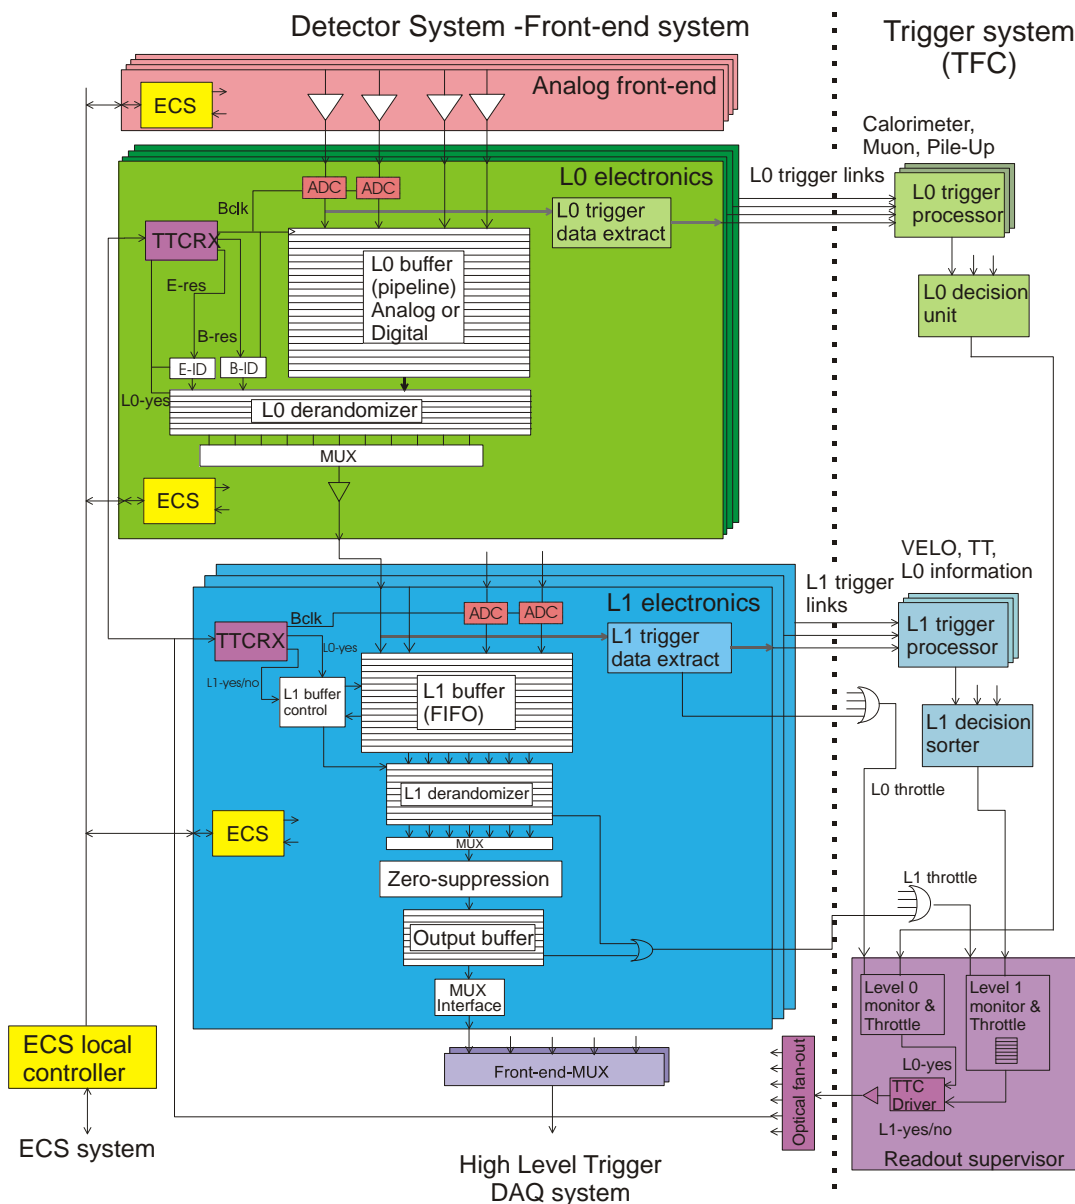 Detector System -Front-end system
Trigger system
(TFC)
Analog front-end
ECS
Calorimeter,
Muon, Pile-Up
L0 electronics
L0 trigger links
ADC
ADC
L0 trigger
processor
Bclk
L0 trigger
data extract
TTCRX
L0 buffer
(pipeline)
Analog or
Digital
E-res
L0 decision
unit
B-res
E-ID
B-ID
L0-yes
L0 derandomizer
MUX
ECS
VELO, TT,
L0 information
L1 trigger
links
L1 electronics
ADC
ADC
Bclk
L1 trigger
processor
TTCRX
L0-yes
L1 trigger
data extract
L1-yes/no
L1 buffer
control
L1 buffer
(FIFO)
L1 decision
sorter
L1 derandomizer
L0 throttle
ECS
MUX
Zero-suppression
L1 throttle
Output buffer
MUX
Interface
Level 0
monitor &
Throttle
Level 1
monitor &
Throttle
ECS local
controller
Front-end-MUX
Optical fan-out
L0-yes
TTC
Driver
L1-yes/no
Readout supervisor
ECS system
High Level Trigger
DAQ system